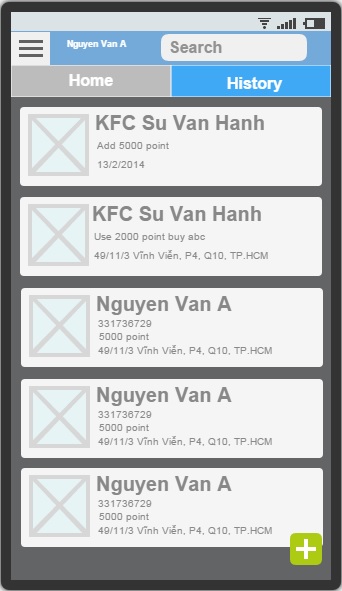 Nguyen Van A
Search
Home
History
KFC Su Van Hanh
Add 5000 point
13/2/2014
KFC Su Van Hanh
Use 2000 point buy abc
49/11/3 Vĩnh Viễn, P4, Q10, TP.HCM
Nguyen Van A
331736729
5000 point
49/11/3 Vĩnh Viễn, P4, Q10, TP.HCM
Nguyen Van A
331736729
5000 point
49/11/3 Vĩnh Viễn, P4, Q10, TP.HCM
Nguyen Van A
331736729
5000 point
49/11/3 Vĩnh Viễn, P4, Q10, TP.HCM